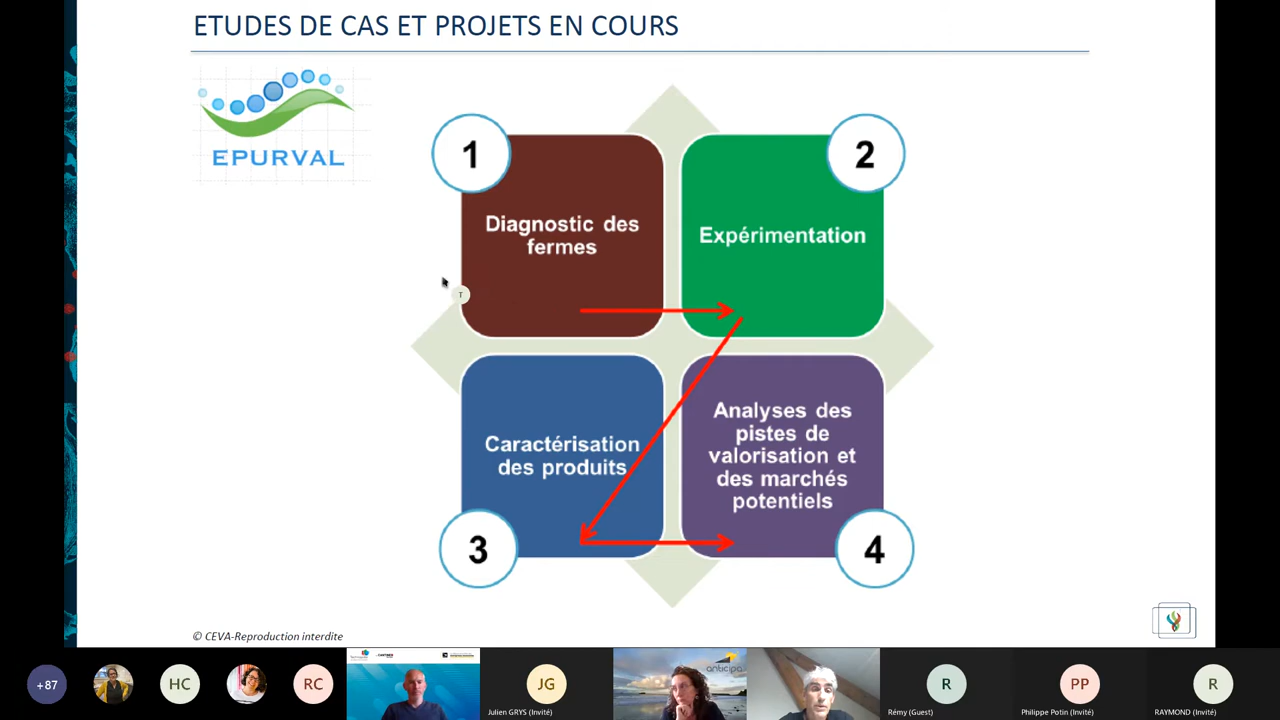 ETUDES DE CAS ET PROJETS EN COURS
EPURVAL
1
Diagnostic des
fermes
2
Expérimentation
T
3
Caractérisation
des produits
Analyses des
pistes de
valorisation et
des marchés
potentiels
4
© CEVA-Reproduction interdite
+87
HC
RC
JG
Julien GRYS (Invité)
anticipa
R
Rémy (Guest)
PP
Philippe Potin (Invité)
R
RAYMOND (Invité)